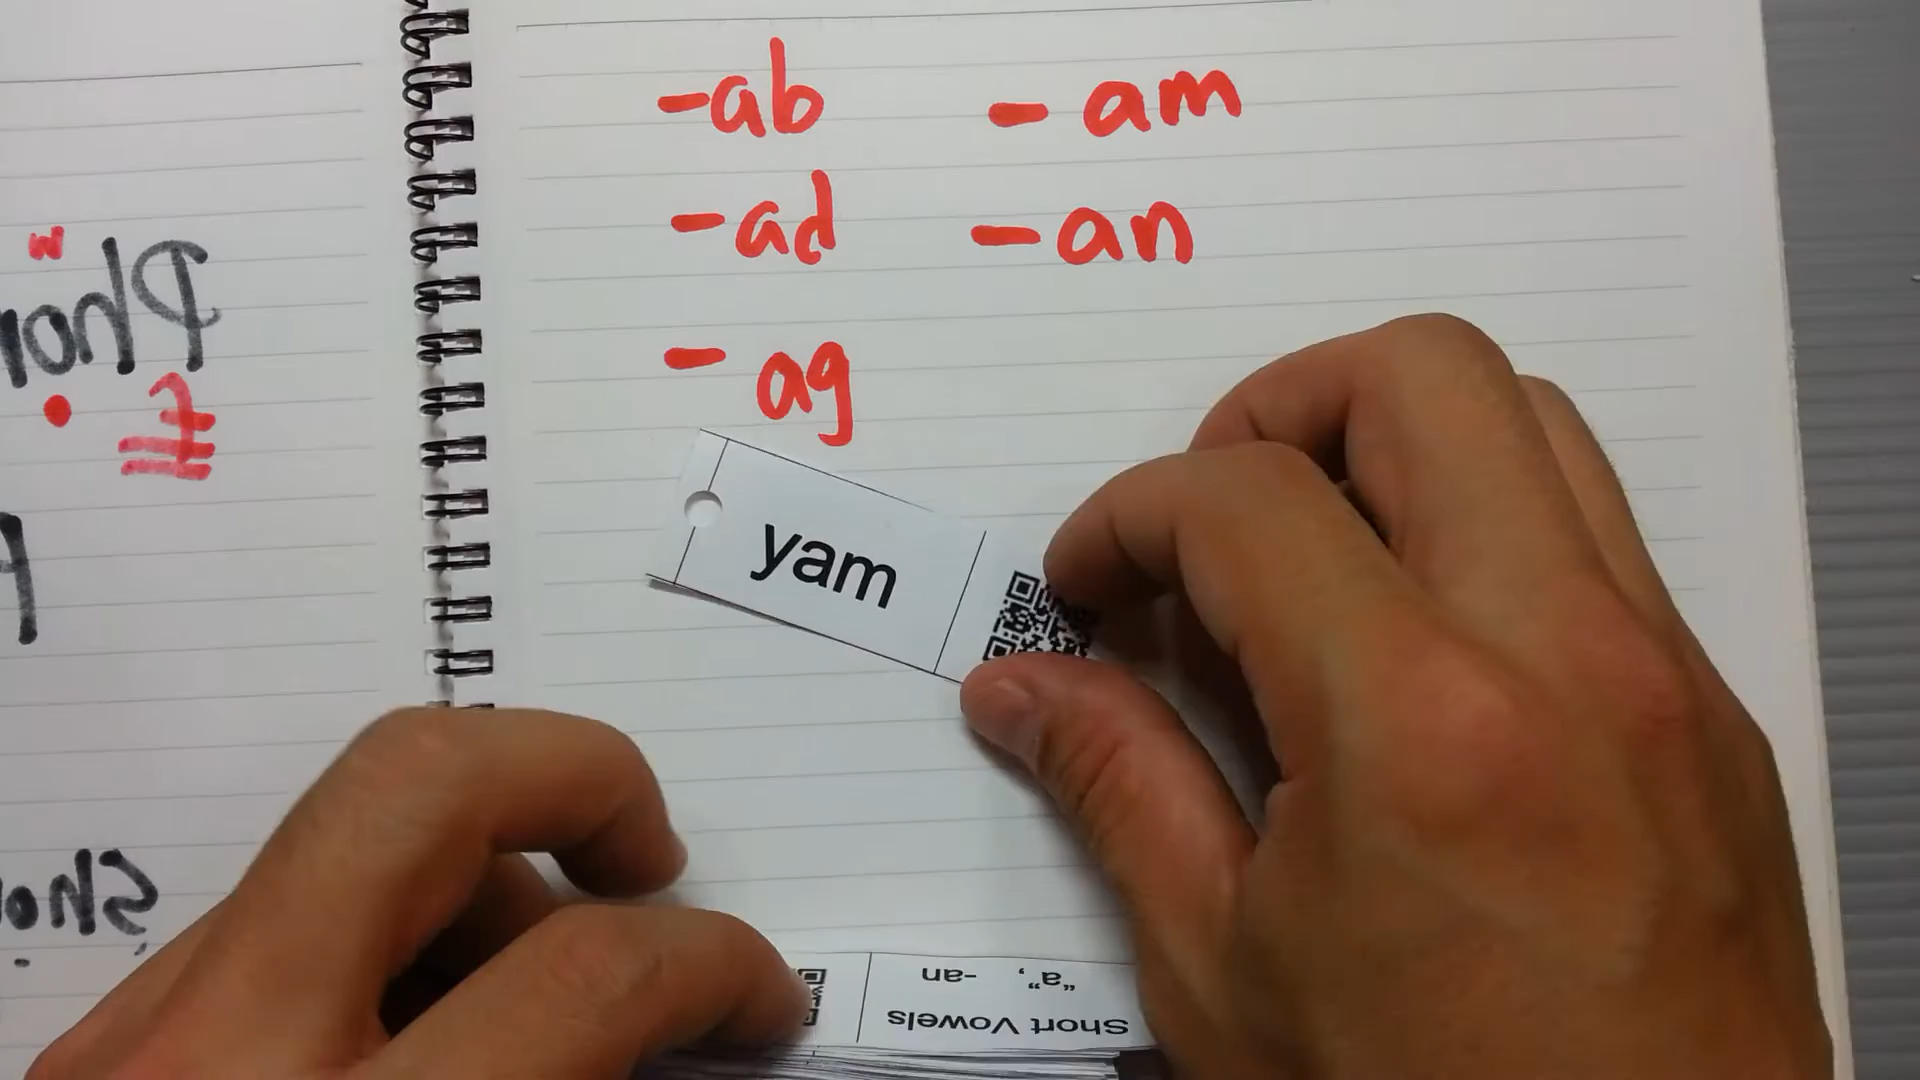 -ab - am
-ad - an
- ag
yam
Short Vowels
"a", -an